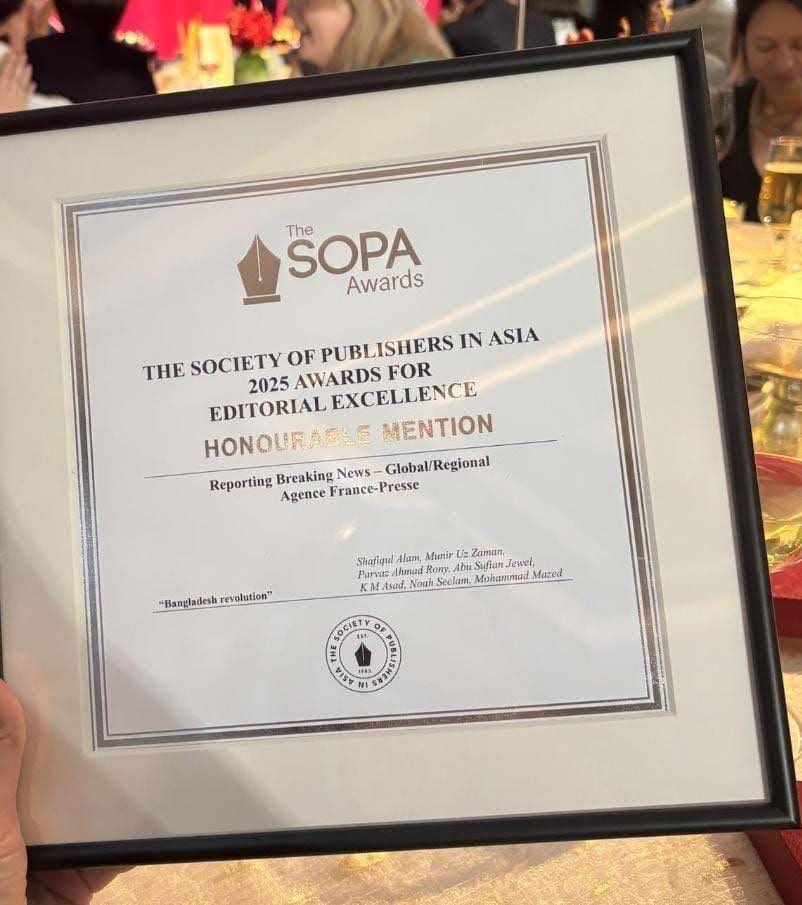 The
SOPA
Awards
THE SOCIETY OF PUBLISHERS IN ASIA
2025 AWARDS FOR
EDITORIAL EXCELLENCE
HONOURABLE MENTION
Reporting Breaking News – Global/Regional
Agence France-Presse
Shafiqul Alam, Munir Uz Zaman,
Parvaz Ahmad Rony, Abu Sufian Jewel,
K M Asad, Noah Seelam, Mohammad Mazed
“Bangladesh revolution”
THE SOCIETY OF PUBLISHERS IN ASIA
EST.
1982